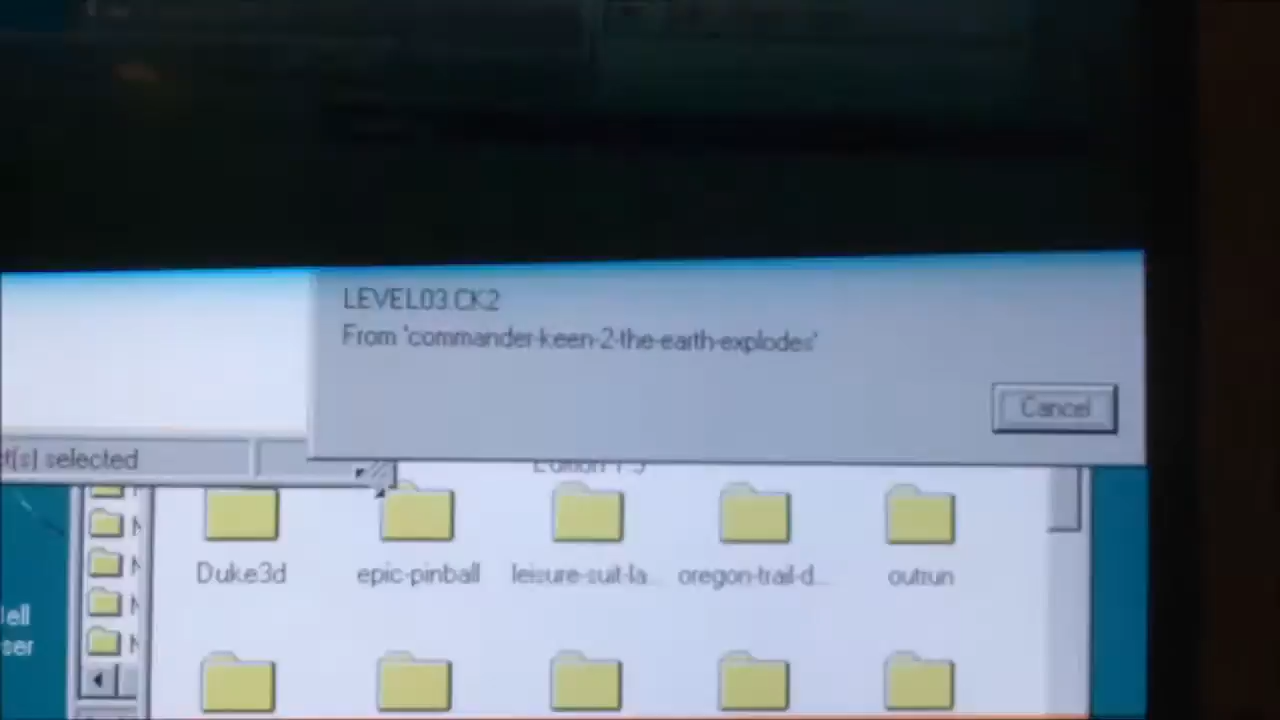 LEVEL03.CK2
From 'commander-keen-2-the-earth-explodes'
Cancel
selected
Duke3d
epic-pinball
leisure-suit-la...
oregon-trail-d...
outrun